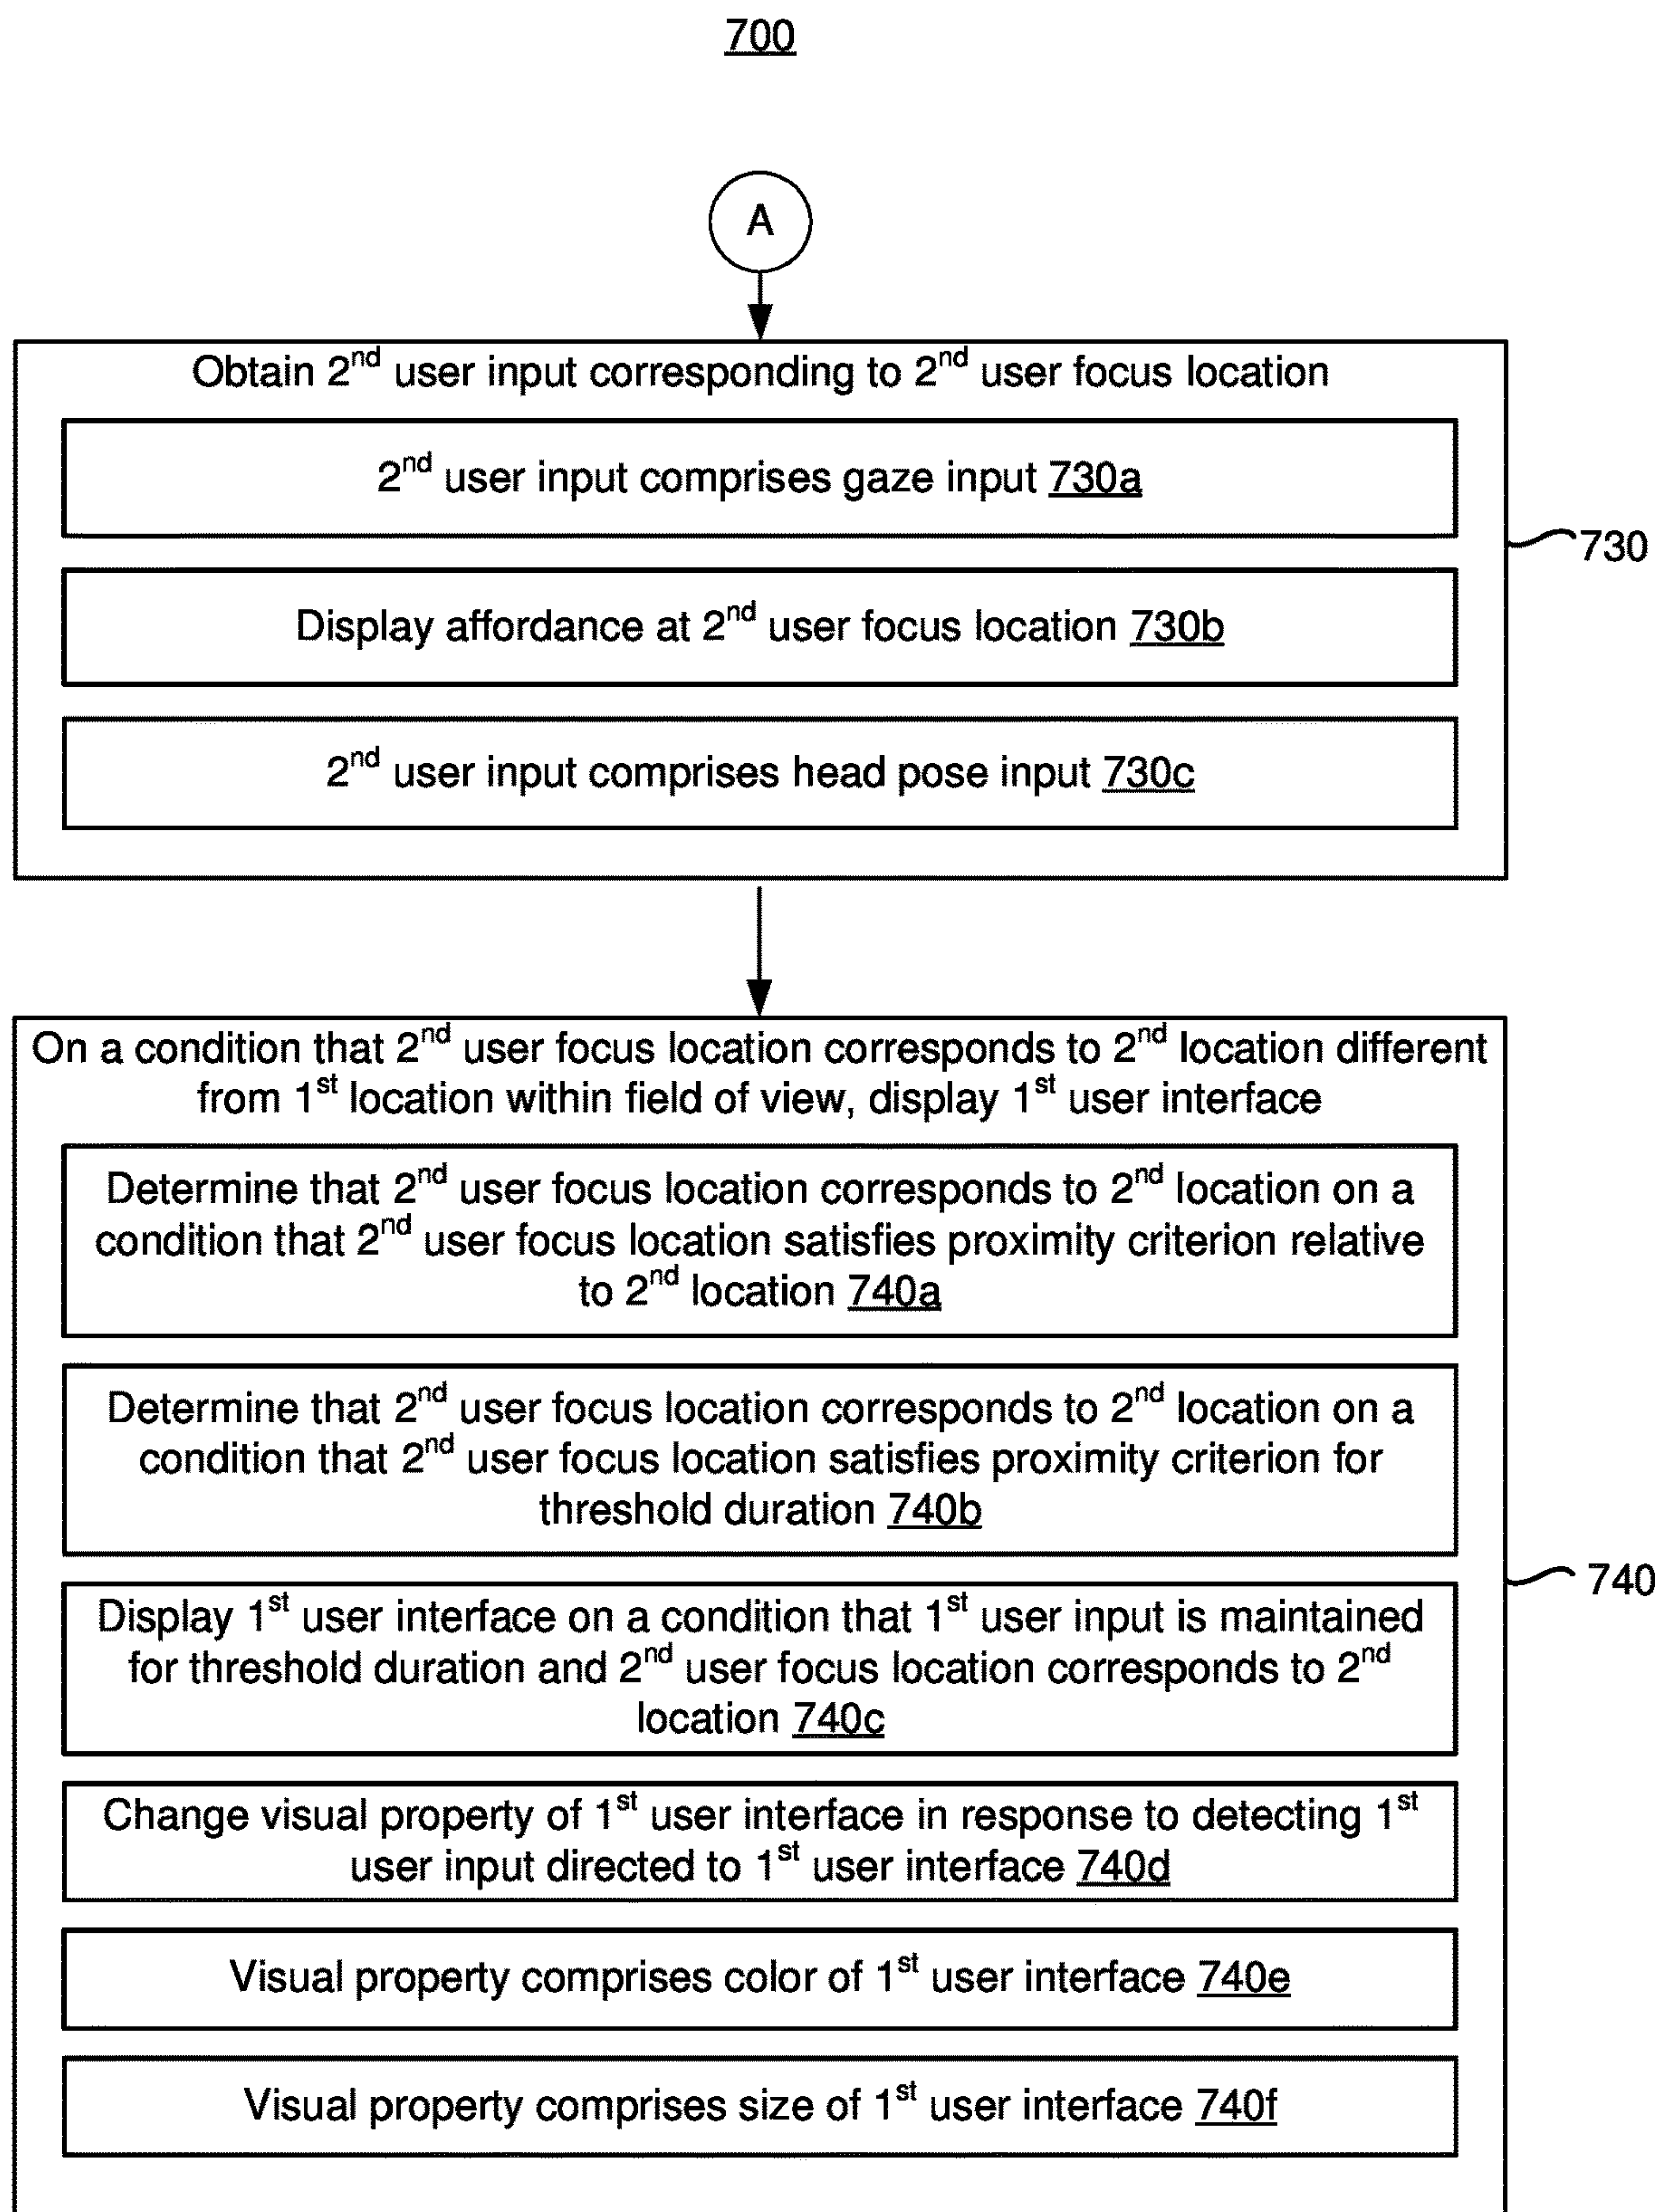 700
A
Obtain 2nd user input corresponding to 2nd user focus location
2nd user input comprises gaze input 730a
730
Display affordance at 2nd user focus location 730b
2nd user input comprises head pose input 730c
On a condition that 2nd user focus location corresponds to 2nd location different
from 1st location within field of view, display 1st user interface
Determine that 2nd user focus location corresponds to 2nd location on a
condition that 2nd user focus location satisfies proximity criterion relative
to 2nd location 740a
Determine that 2nd user focus location corresponds to 2nd location on a
condition that 2nd user focus location satisfies proximity criterion for
threshold duration 740b
740
Display 1st user interface on a condition that 1st user input is maintained
for threshold duration and 2nd user focus location corresponds to 2nd
location 740c
Change visual property of 1st user interface in response to detecting 1st
user input directed to 1st user interface 740d
Visual property comprises color of 1st user interface 740e
Visual property comprises size of 1st user interface 740f